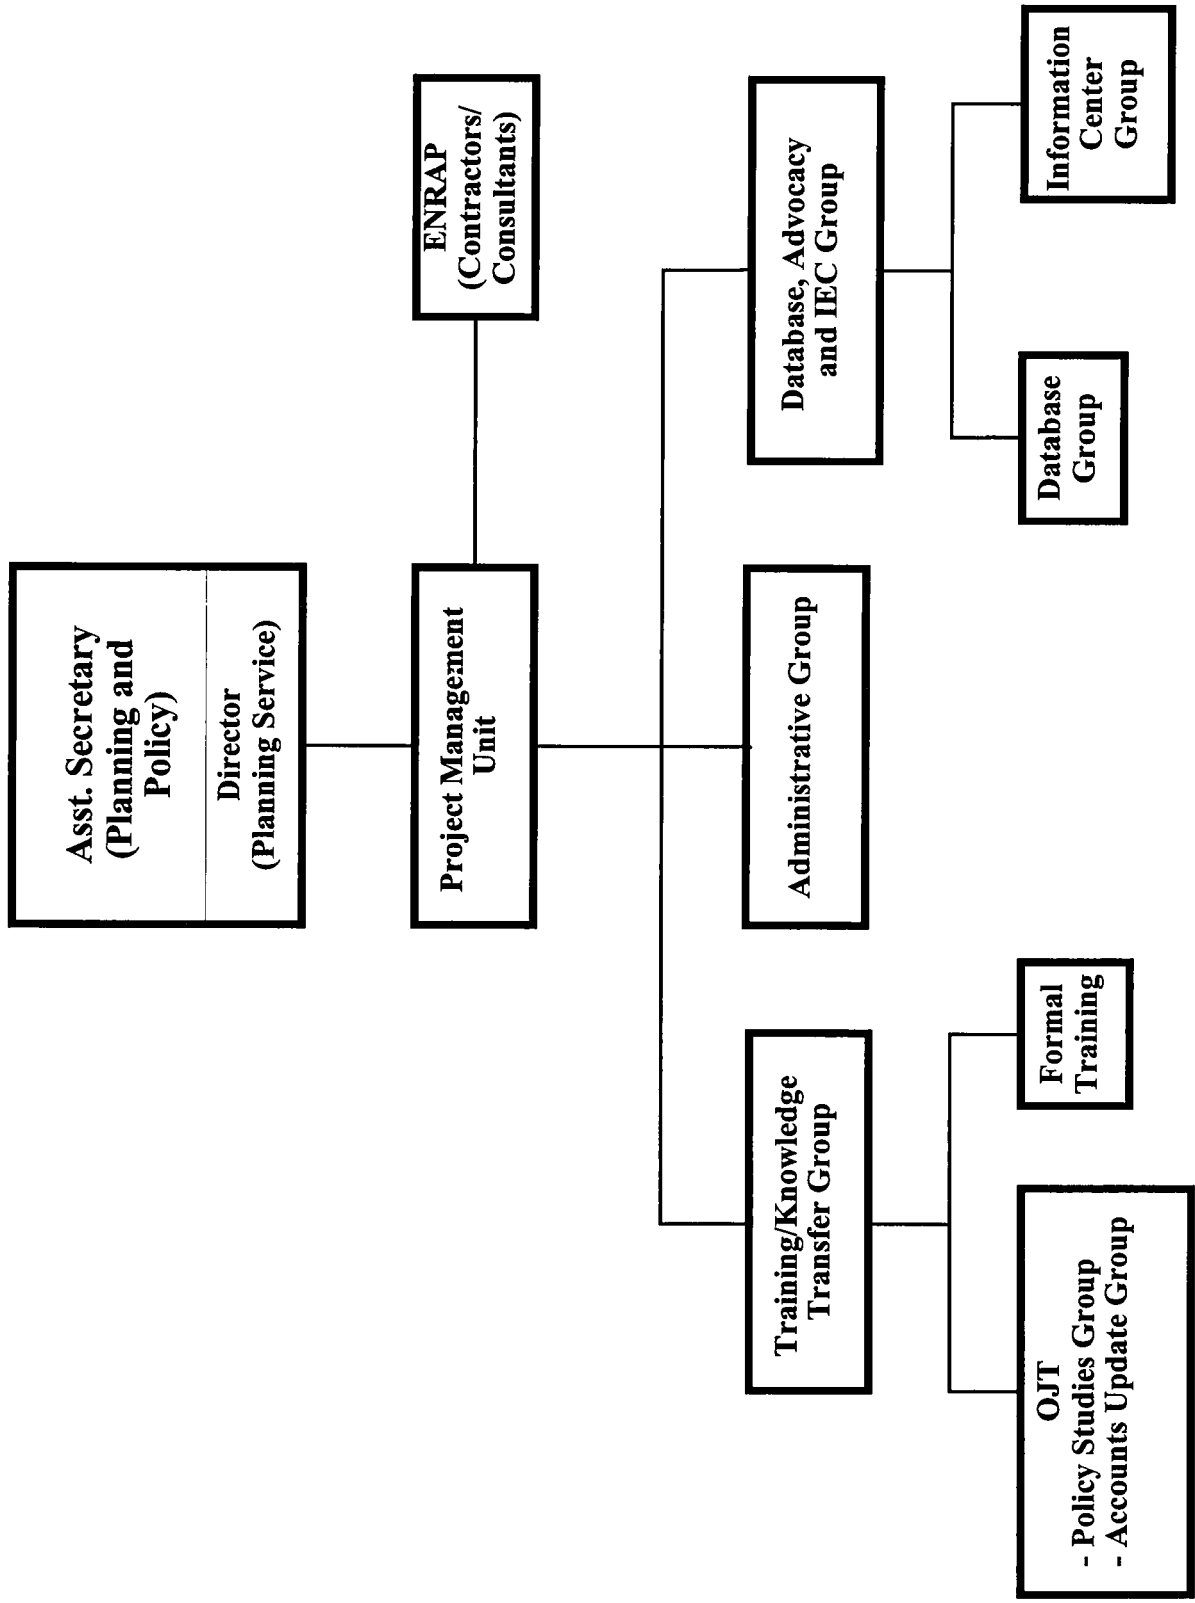 Asst. Secretary
(Planning and
Policy)
Director
(Planning Service)
Project Management
Unit
ENRAP
(Contractors/
Consultants)
Training/Knowledge
Transfer Group
Administrative Group
Database, Advocacy
and IEC Group
OJT
- Policy Studies Group
- Accounts Update Group
Formal
Training
Database
Group
Information
Center
Group